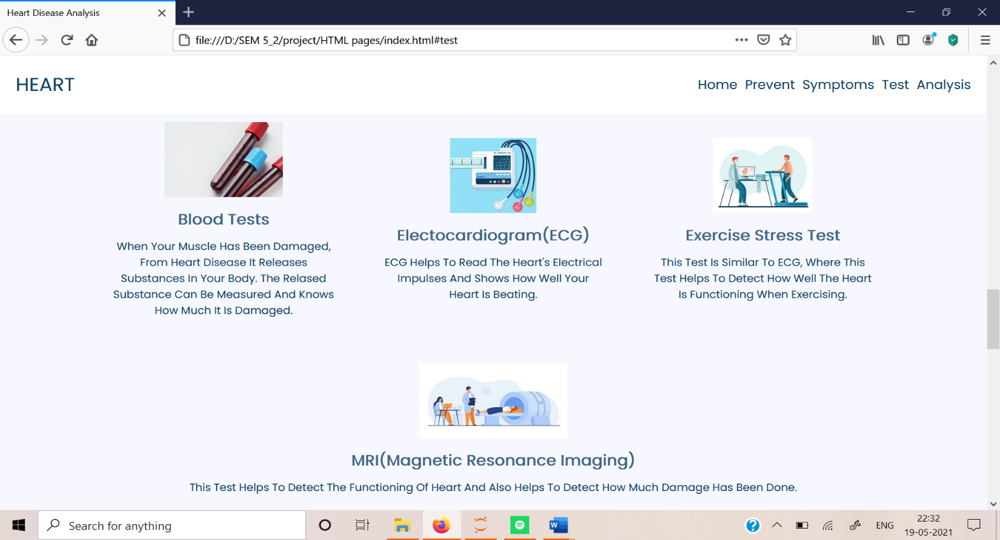 Heart Disease Analysis
file:///D:/SEM 5_2/project/HTML pages/index.html#test
HEART
Home Prevent Symptoms Test Analysis
Blood Tests
When Your Muscle Has Been Damaged,
From Heart Disease It Releases
Substances In Your Body. The Relased
Substance Can Be Measured And Knows
How Much It Is Damaged.
Electocardiogram(ECG)
ECG Helps To Read The Heart's Electrical
Impulses And Shows How Well Your
Heart Is Beating.
Exercise Stress Test
This Test Is Similar To ECG, Where This
Test Helps To Detect How Well The Heart
Is Functioning When Exercising.
MRI(Magnetic Resonance Imaging)
This Test Helps To Detect The Functioning Of Heart And Also Helps To Detect How Much Damage Has Been Done.
Search for anything
W
ENG
22:32
19-05-2021